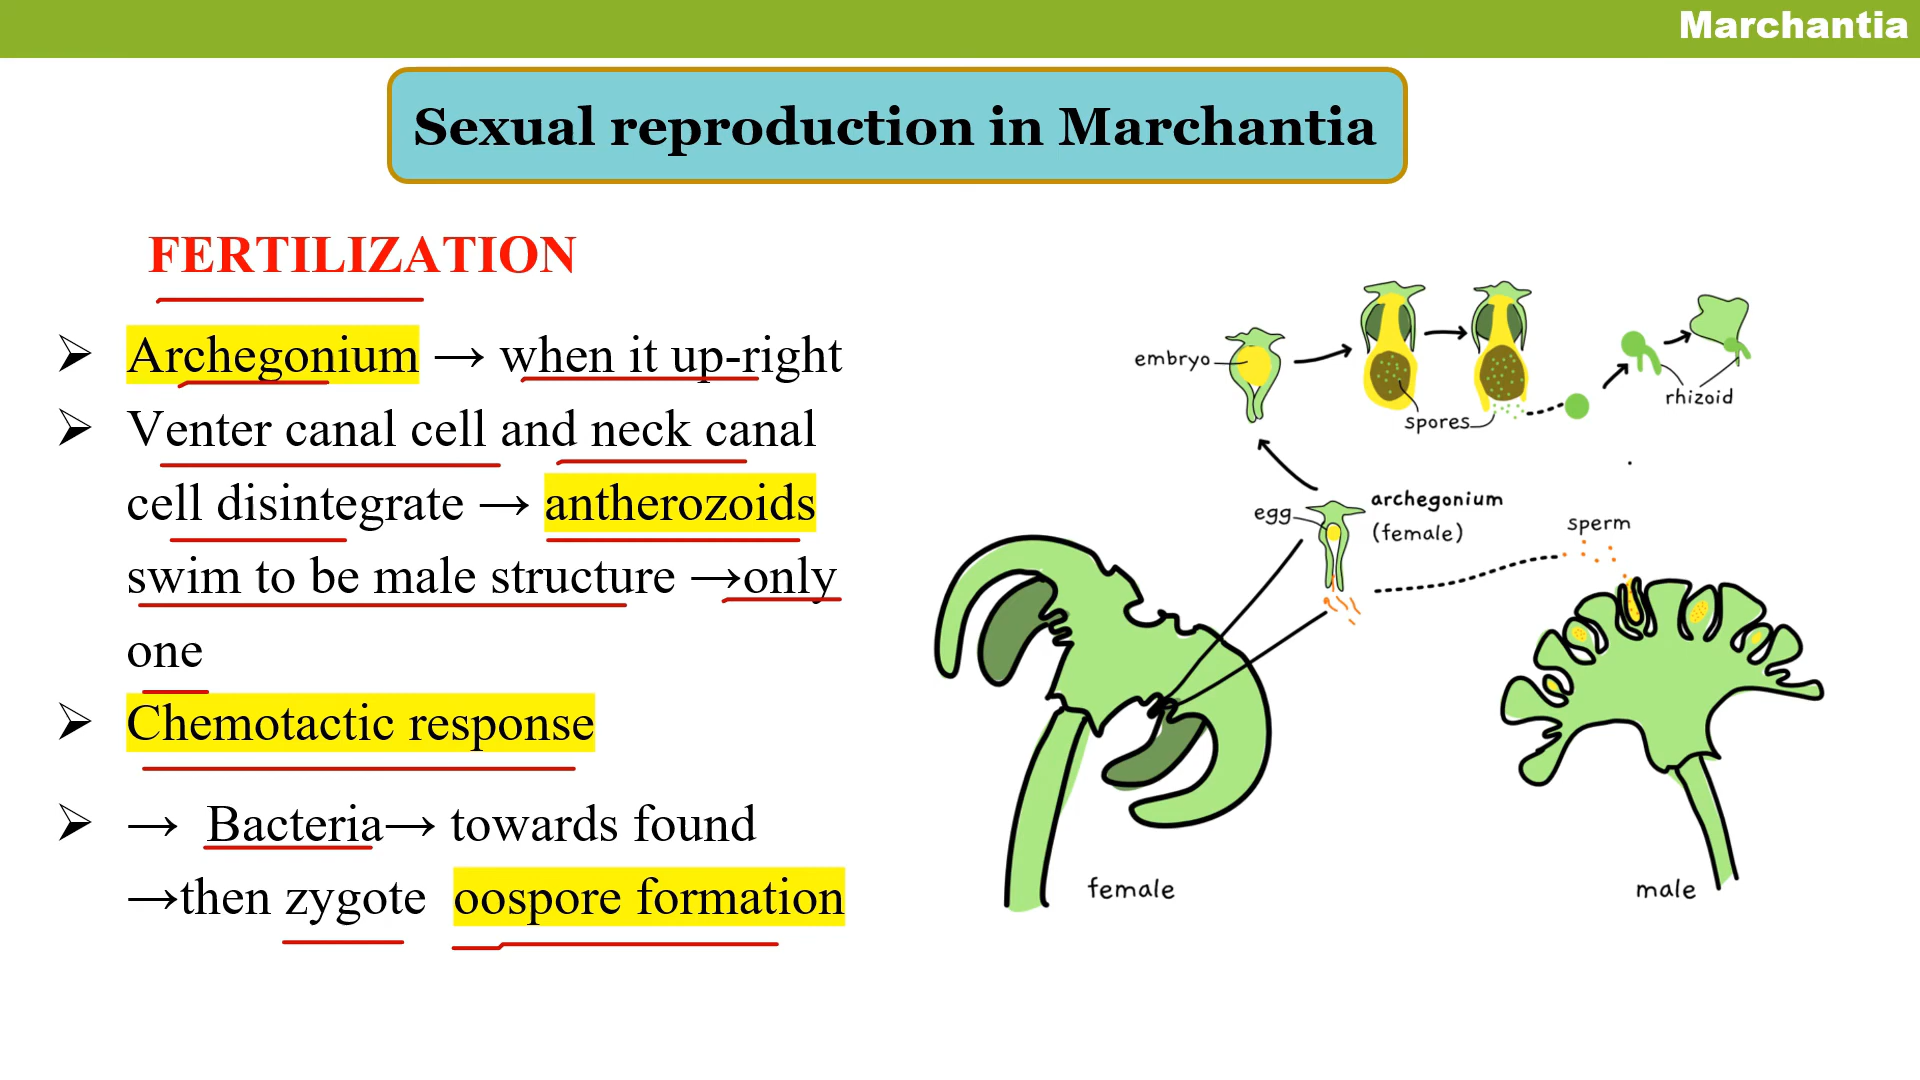 Marchantia
Sexual reproduction in Marchantia
FERTILIZATION
➢ Archegonium → when it up-right
➢ Venter canal cell and neck canal
cell disintegrate → antherozoids
swim to be male structure →only
one
➢ Chemotactic response
➢ → Bacteria→ towards found
→then zygote oospore formation
embryo
spores
rhizoid
egg
archegonium
(female)
sperm
female
male